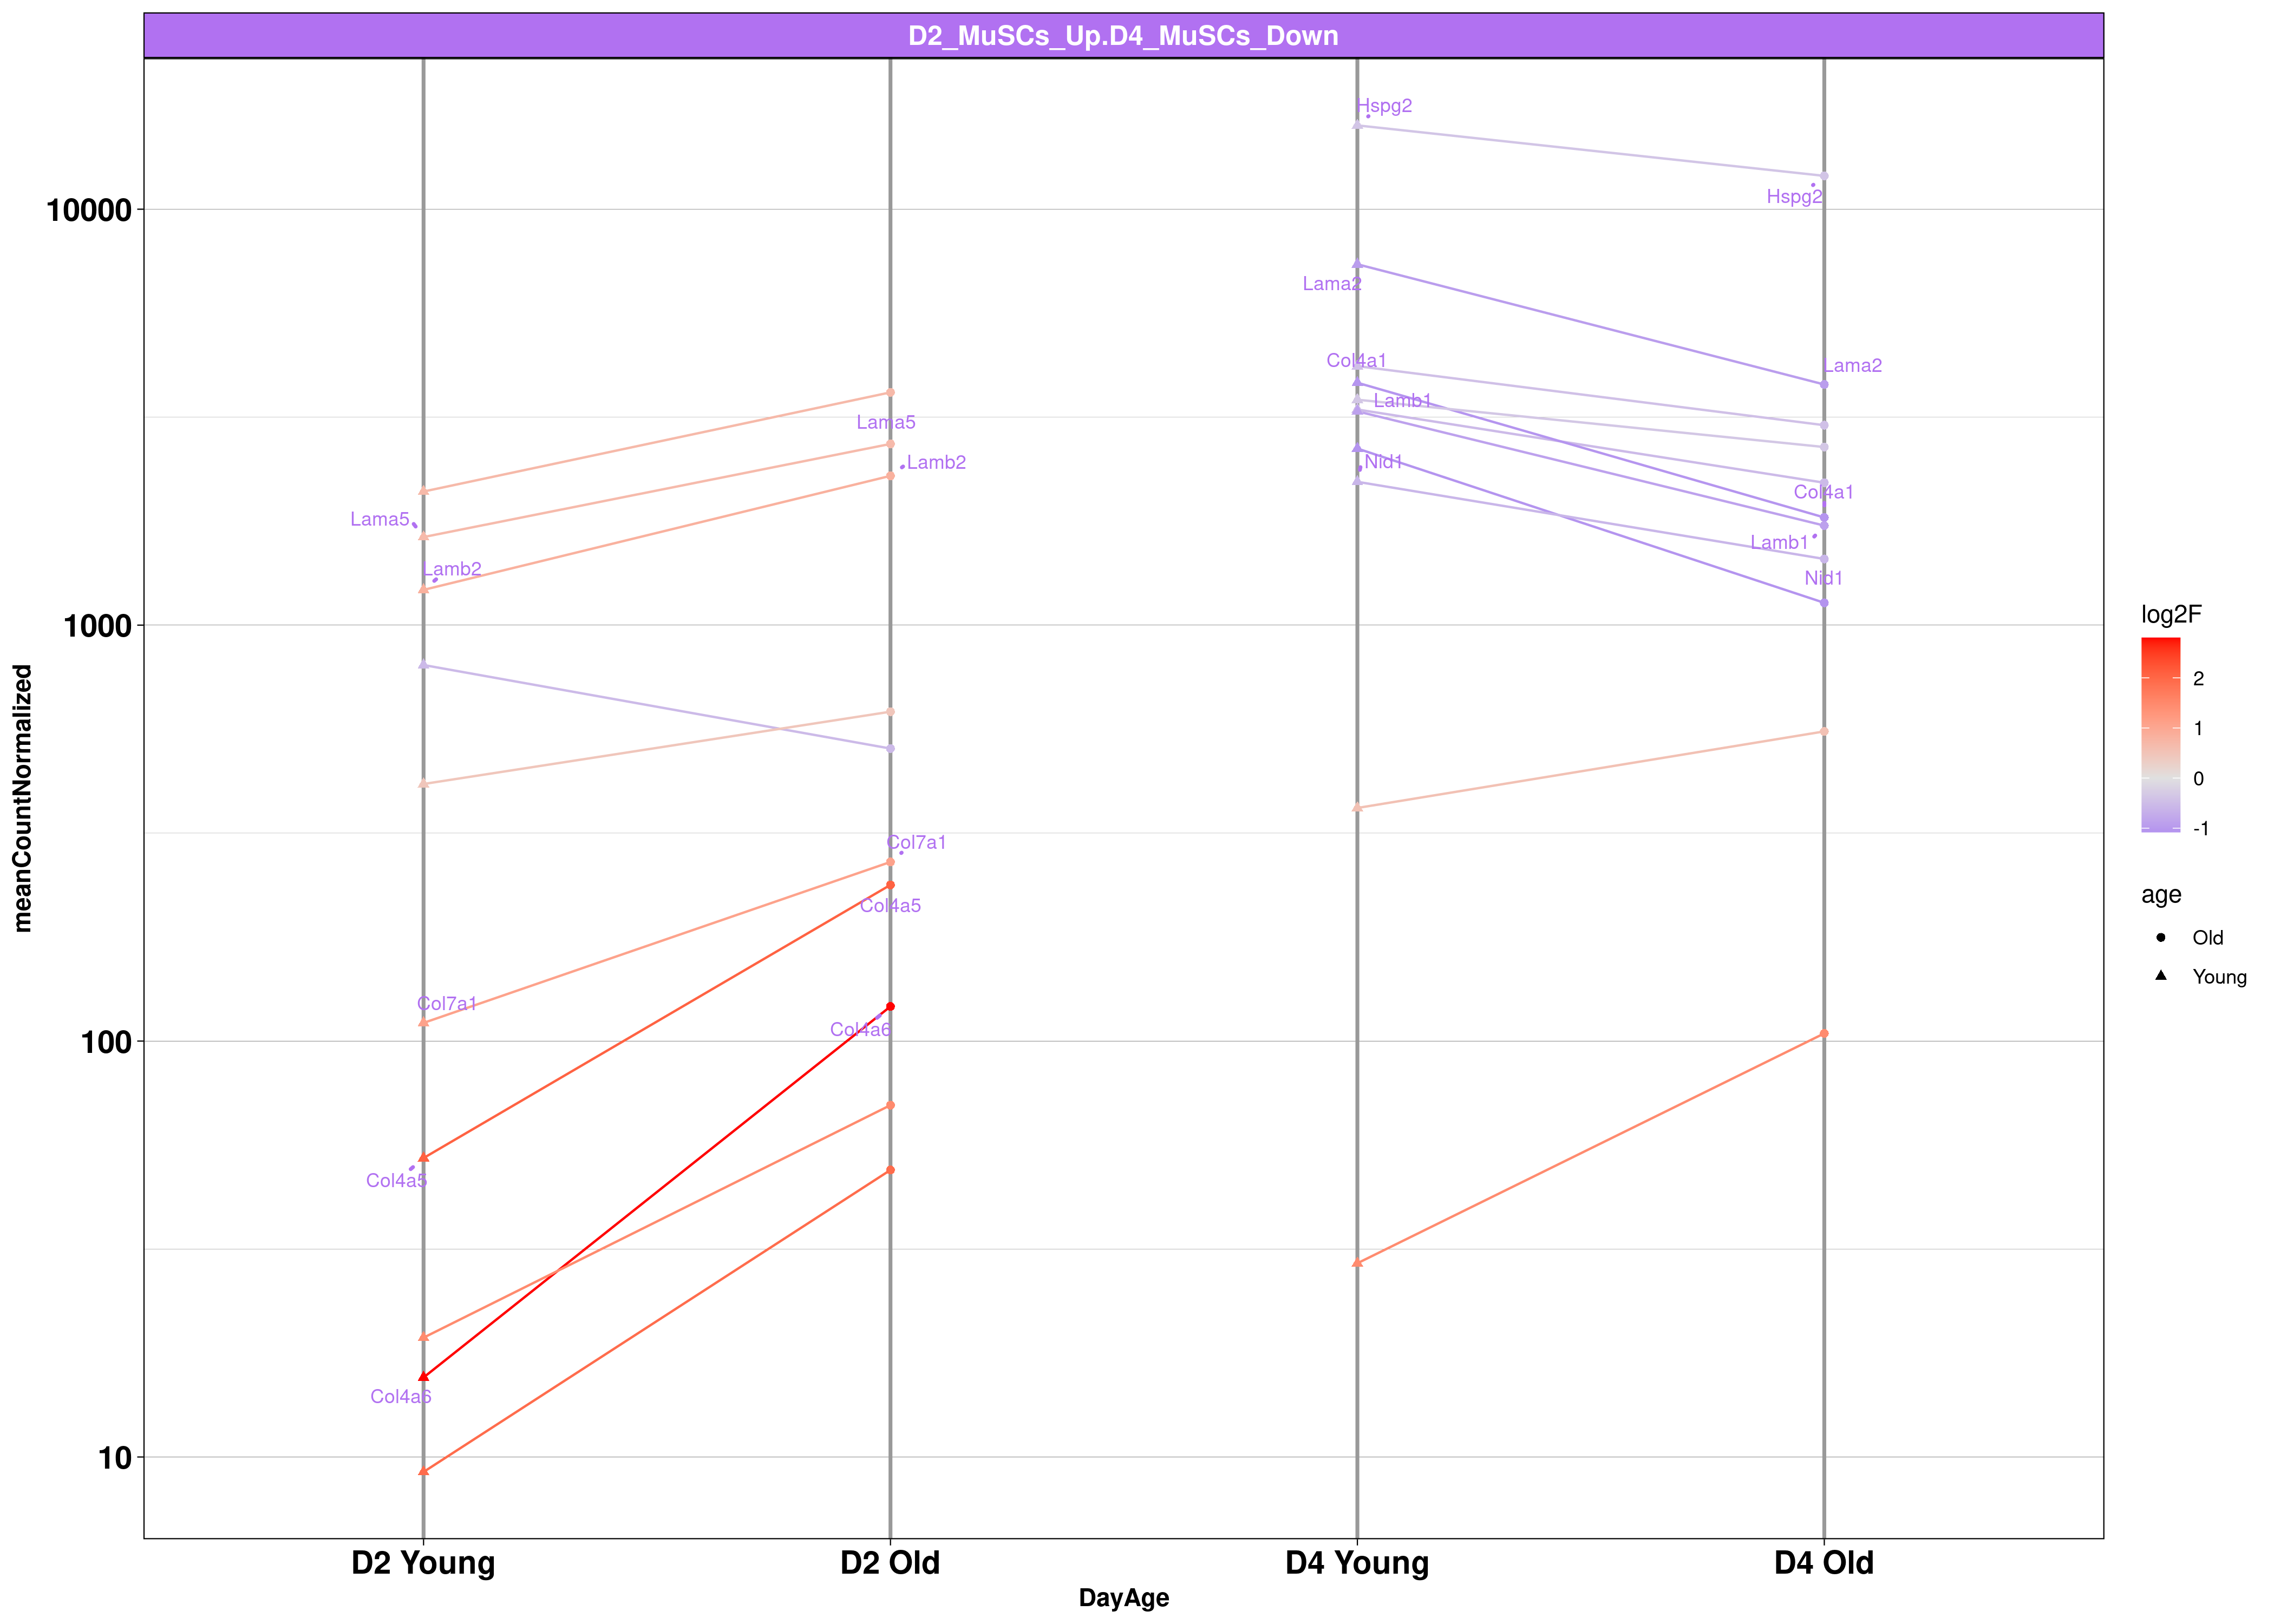 D2_MuSCs_Up.D4_MuSCs_Down
Hspg2
10000
Hspg2
Lama2
Col4a1
Lama2
Lamb1
Lama5
Lamb2
Nid1
Col4a1
Lama5
Lamb1
Lamb2
Nid1
1000
meanCountNormalized
Col7a1
Col4a5
Col7a1
Col4a6
100
Col4a5
Col4a6
10
D2 Young
D2 Old
D4 Young
D4 Old
DayAge
log2F
2
1
0
-1
age
Old
Young